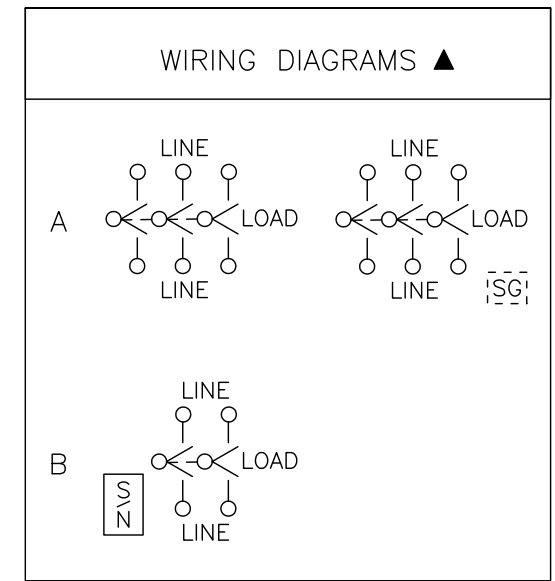 WIRING DIAGRAMS ▲
LINE LINE
A LOAD LOAD
LINE LINE SG
LINE
B LOAD
S/N
LINE